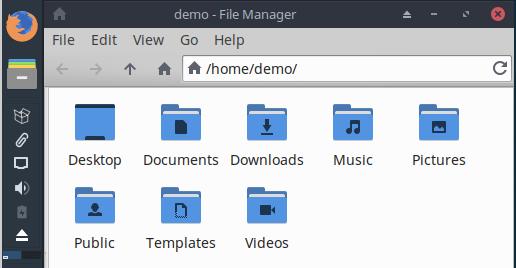 demo - File Manager
File Edit View Go Help
/home/demo/
Desktop Documents Downloads Music Pictures
Public Templates Videos